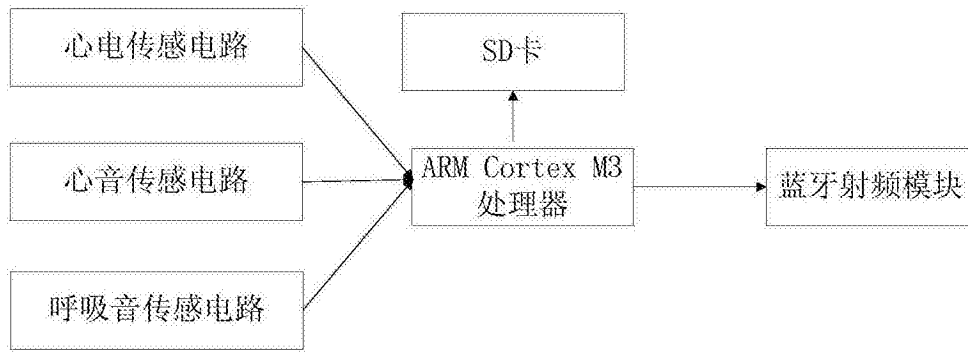 心电传感电路
SD卡
心音传感电路
ARM Cortex M3
处理器
蓝牙射频模块
呼吸音传感电路